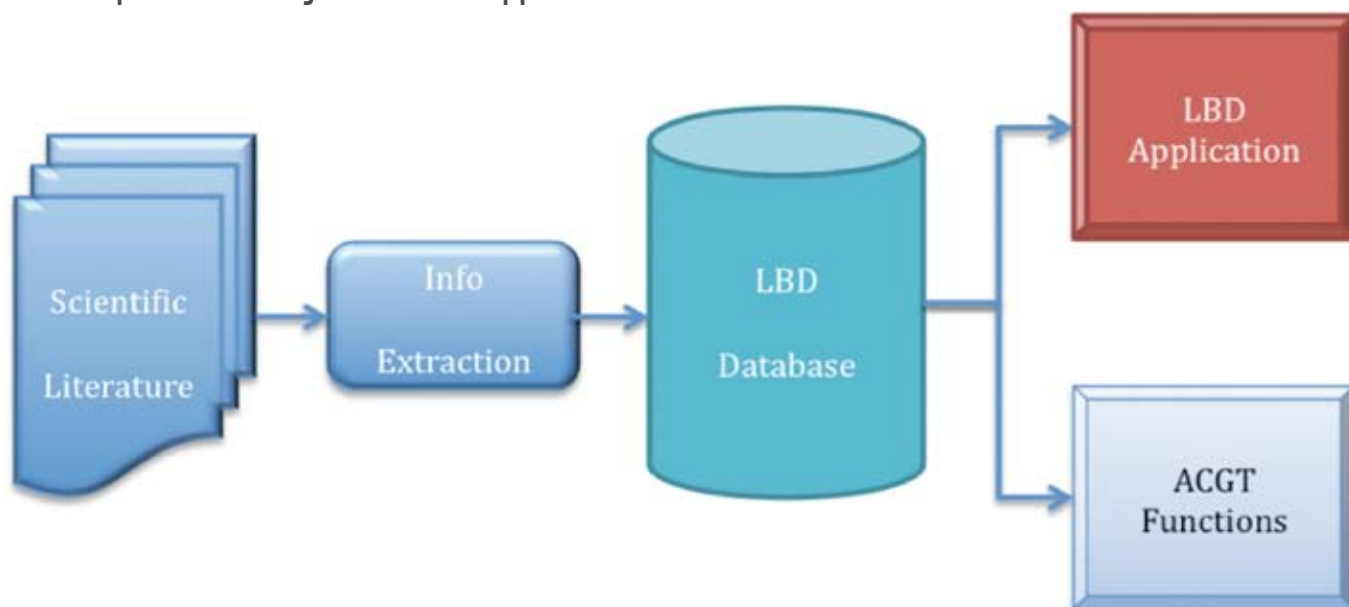 Scientific
Literature
Info
Extraction
LBD
Database
LBD
Application
ACGT
Functions